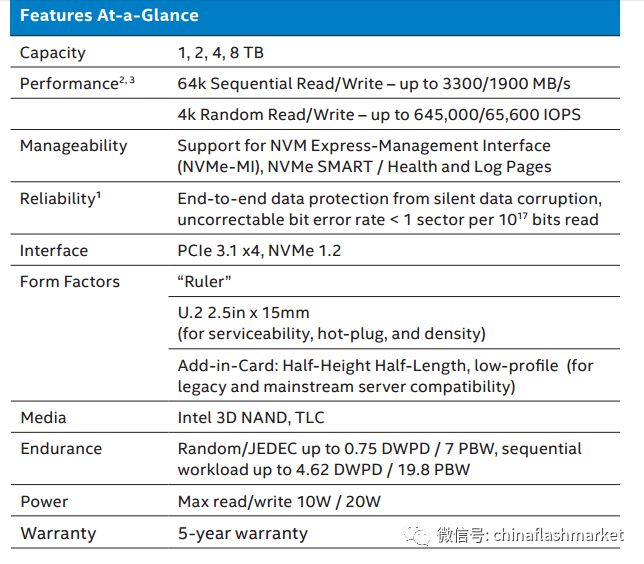 Features At-a-Glance
Capacity 1, 2, 4, 8 TB
Performance2, 3 64k Sequential Read/Write – up to 3300/1900 MB/s
4k Random Read/Write – up to 645,000/65,600 IOPS
Manageability Support for NVM Express-Management Interface
(NVMe-MI), NVMe SMART / Health and Log Pages
Reliability1 End-to-end data protection from silent data corruption,
uncorrectable bit error rate < 1 sector per 10^17 bits read
Interface PCIe 3.1 x4, NVMe 1.2
Form Factors “Ruler”
U.2 2.5in x 15mm
(for serviceability, hot-plug, and density)
Add-in-Card: Half-Height Half-Length, low-profile (for
legacy and mainstream server compatibility)
Media Intel 3D NAND, TLC
Endurance Random/JEDEC up to 0.75 DWPD / 7 PBW, sequential
workload up to 4.62 DWPD / 19.8 PBW
Power Max read/write 10W / 20W
Warranty 5-year warranty
微信号: chinaflashmarket